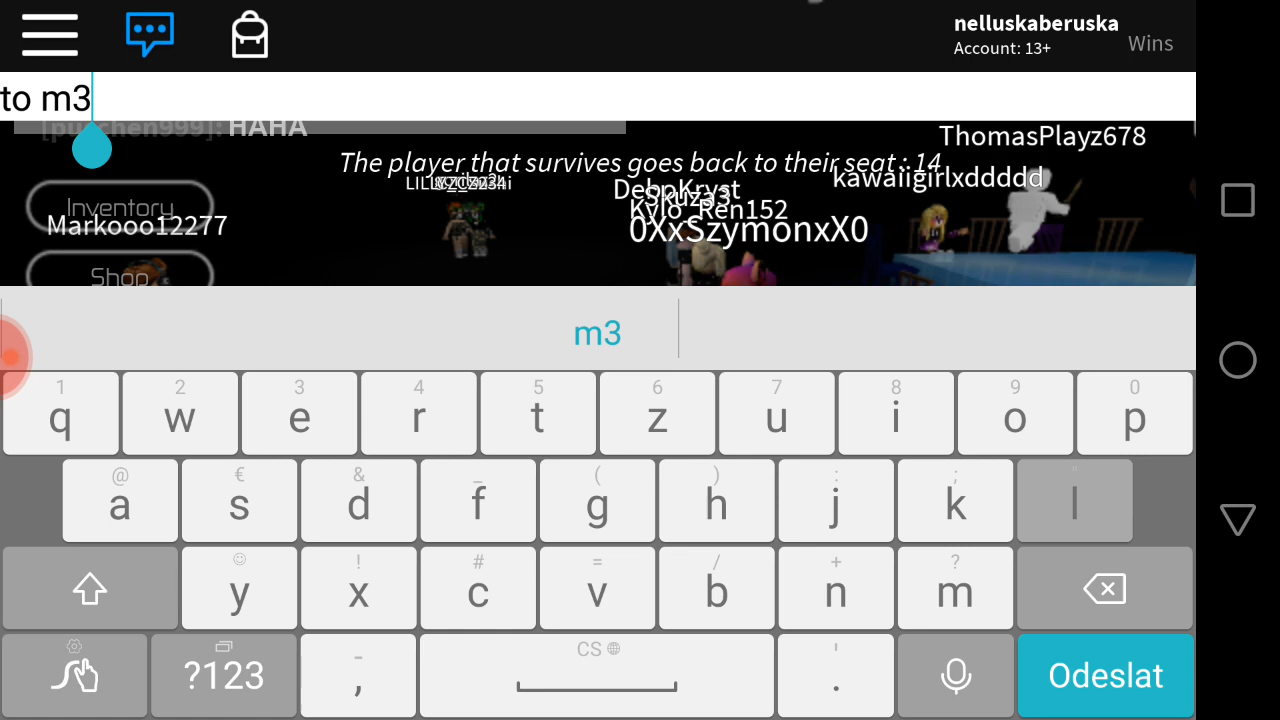 nelluskaberuska
Account: 13+
Wins
to m3
HAHA
ThomasPlayz678
The player that survives goes back to their seat : 14
kawaiigirlxddddd
DebpKryst
Skuza3
Inventory
Kylo_Ren152
Markooo12277
0XxSzymonxX0
Shop
m3
1 2 3 4 5 6 7 8 9 0
q w e r t z u i o p
@ € & _ ( ) : ; "
a s d f g h j k l
! # = / + ?
y x c v b n m
CS
?123 , - . '
Odeslat